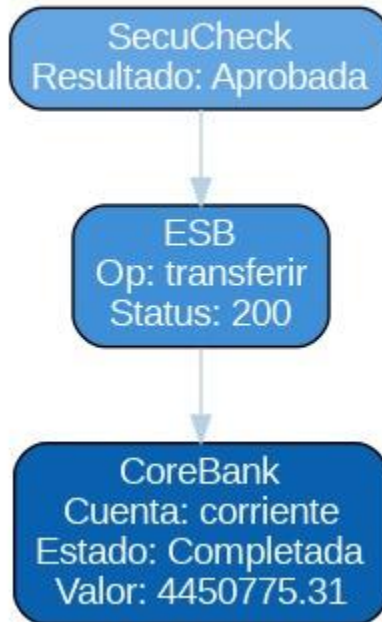 SecuCheck
Resultado: Aprobada
ESB
Op: transferir
Status: 200
CoreBank
Cuenta: corriente
Estado: Completada
Valor: 4450775.31